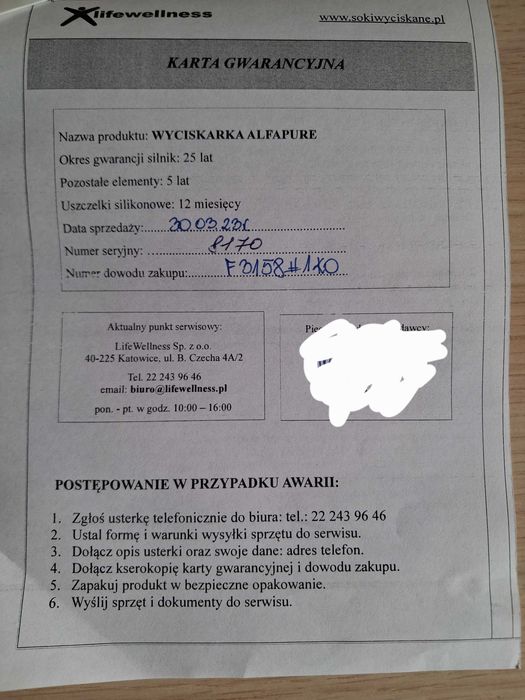 lifewellness
www.sokiwyciskane.pl
KARTA GWARANCYJNA
Nazwa produktu: WYCISKARKA ALFAPURE
Okres gwarancji silnik: 25 lat
Pozostałe elementy: 5 lat
Uszczelki silikonowe: 12 miesięcy
Data sprzedaży: 30.03.23r
Numer seryjny: 8170
Numer dowodu zakupu:
Aktualny punkt serwisowy:
LifeWellness Sp. z o.o.
40-225 Katowice, ul. B. Czecha 4A/2
Tel. 22 243 96 46
email: biuro@lifewellness.pl
pon. - pt. w godz. 10:00 – 16:00
POSTĘPOWANIE W PRZYPADKU AWARII:
1. Zgłoś usterkę telefonicznie do biura: tel.: 22 243 96 46
2. Ustal formę i warunki wysyłki sprzętu do serwisu.
3. Dołącz opis usterki oraz swoje dane: adres telefon.
4. Dołącz kserokopię karty gwarancyjnej i dowodu zakupu.
5. Zapakuj produkt w bezpieczne opakowanie.
6. Wyślij sprzęt i dokumenty do serwisu.